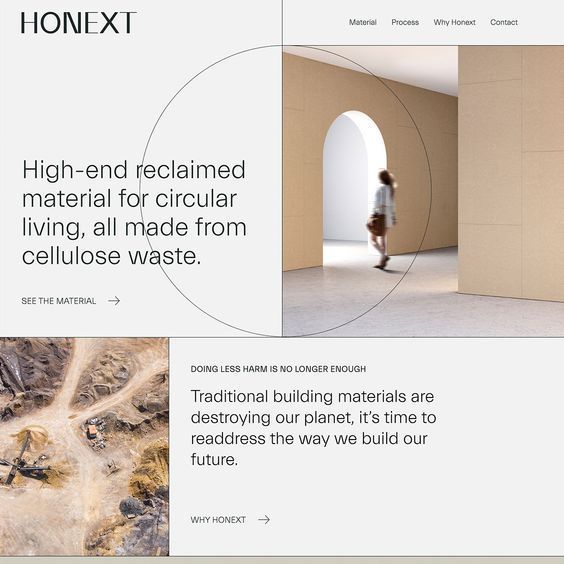 HONEXT
Material Process Why Honext Contact
High-end reclaimed
material for circular
living, all made from
cellulose waste.
SEE THE MATERIAL
DOING LESS HARM IS NO LONGER ENOUGH
Traditional building materials are
destroying our planet, it’s time to
readdress the way we build our
future.
WHY HONEXT